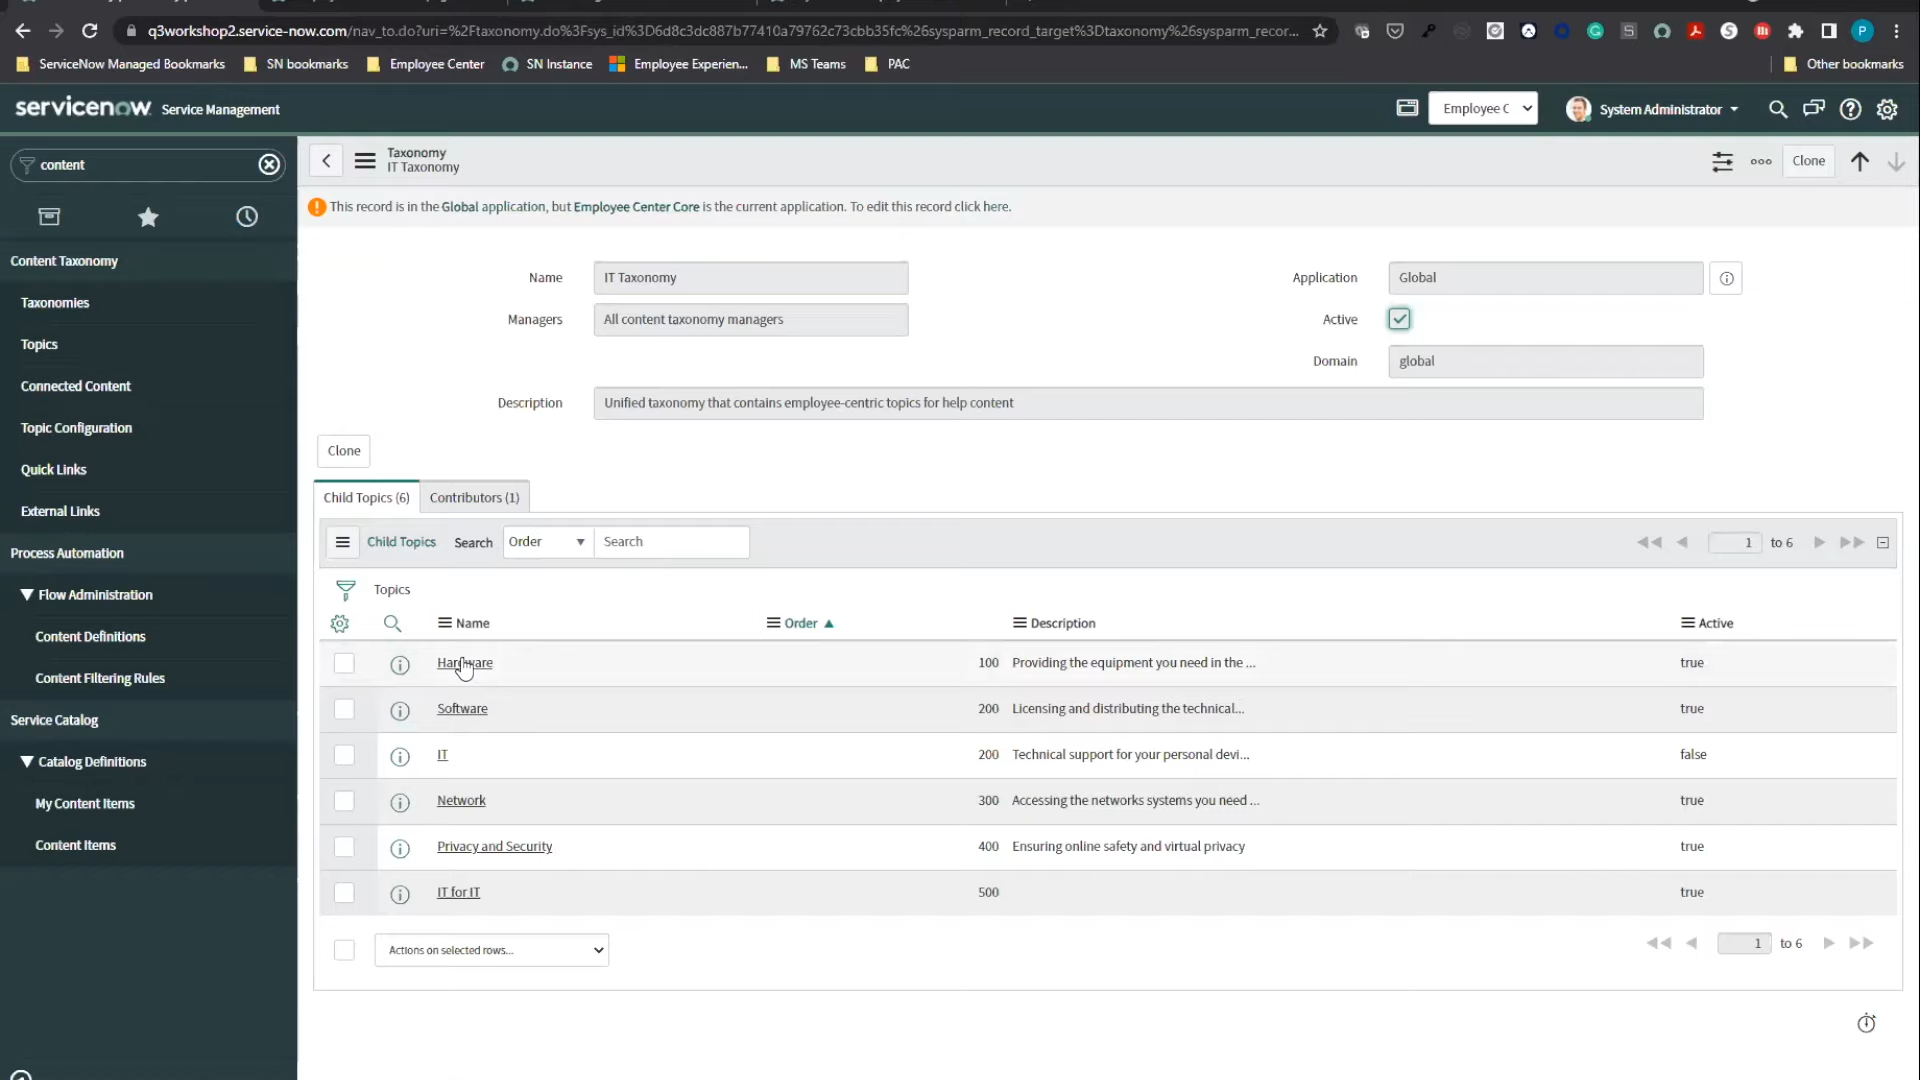 q3workshop2.service-now.com/nav_to.do?uri=%2Ftaxonomy.do%3Fsys_id%3D6d8c3dc887b77410a79762c73cbb35fc%26sysparm_record_target%3Dtaxonomy%26sysparm_recor...
ServiceNow Managed Bookmarks
SN bookmarks
Employee Center
SN Instance
Employee Experien...
MS Teams
PAC
Other bookmarks
servicenow Service Management
Employee C
System Administrator
content
Taxonomy
IT Taxonomy
Clone
This record is in the Global application, but Employee Center Core is the current application. To edit this record click here.
Content Taxonomy
Taxonomies
Topics
Connected Content
Topic Configuration
Quick Links
External Links
Process Automation
Flow Administration
Content Definitions
Content Filtering Rules
Service Catalog
Catalog Definitions
My Content Items
Content Items
Name IT Taxonomy
Application Global
Managers All content taxonomy managers
Active
Domain global
Description Unified taxonomy that contains employee-centric topics for help content
Clone
Child Topics (6) Contributors (1)
Child Topics Search Order Search 1 to 6
Topics
Name Order Description Active
Hardware 100 Providing the equipment you need in the ... true
Software 200 Licensing and distributing the technical... true
IT 200 Technical support for your personal devi... false
Network 300 Accessing the networks systems you need ... true
Privacy and Security 400 Ensuring online safety and virtual privacy true
IT for IT 500 true
Actions on selected rows... 1 to 6